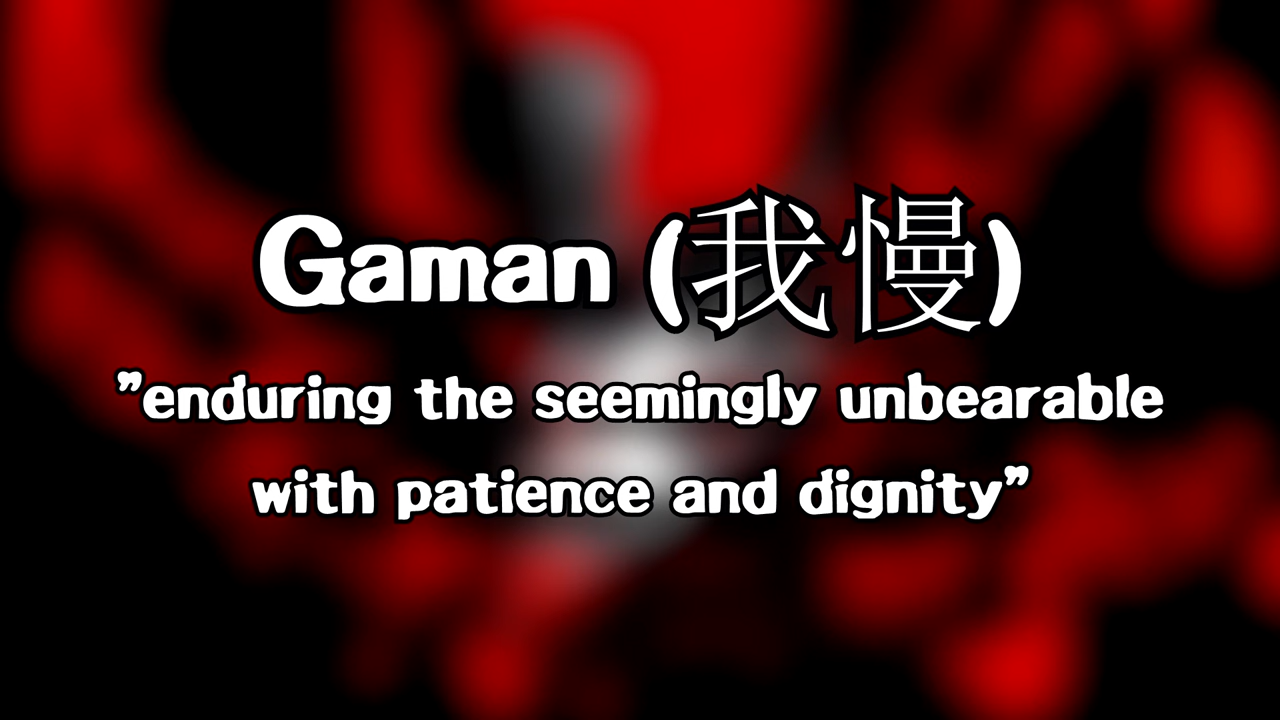 Gaman (我慢)
”enduring the seemingly unbearable
with patience and dignity”